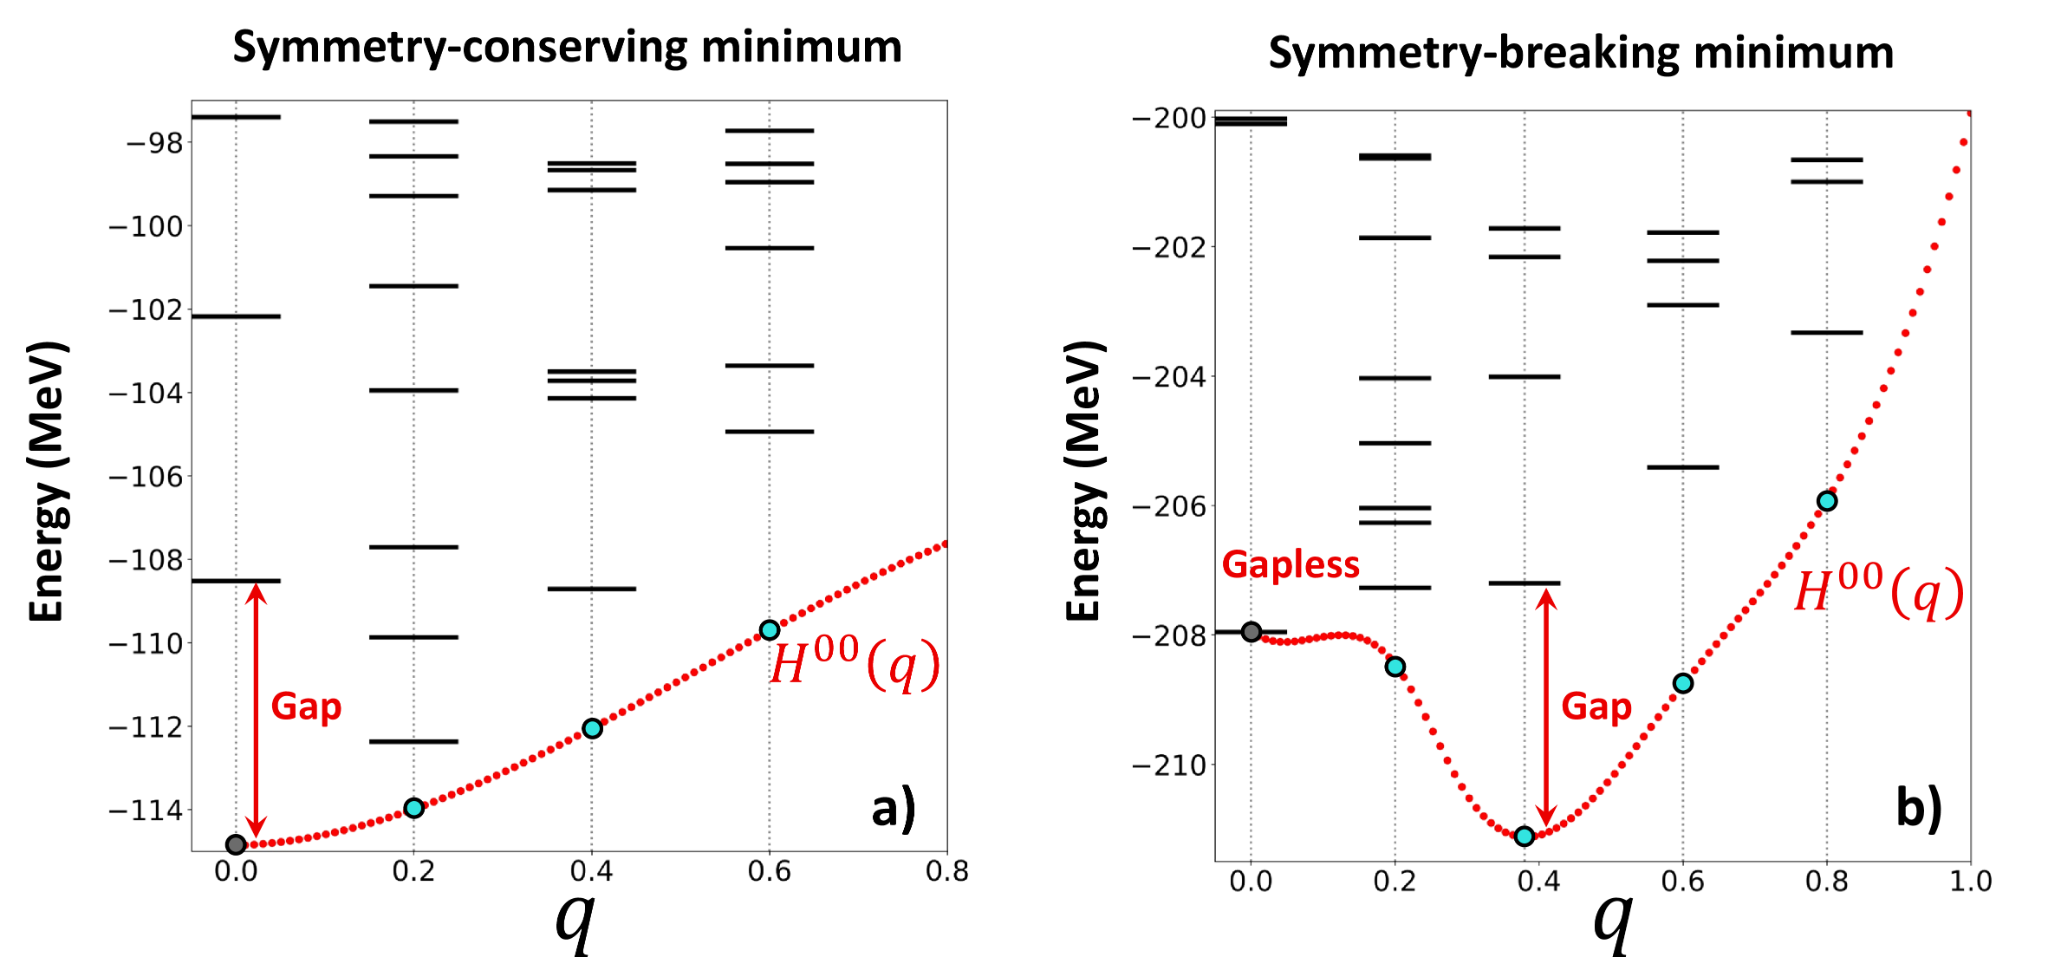 Symmetry-conserving minimum
Energy (MeV)
−98
−100
−102
−104
−106
−108
−110
−112
−114
Gap
H⁰⁰(q)
a)
0.0 0.2 0.4 0.6 0.8
q
Symmetry-breaking minimum
Energy (MeV)
−200
−202
−204
−206
−208
−210
Gapless
Gap
H⁰⁰(q)
b)
0.0 0.2 0.4 0.6 0.8 1.0
q